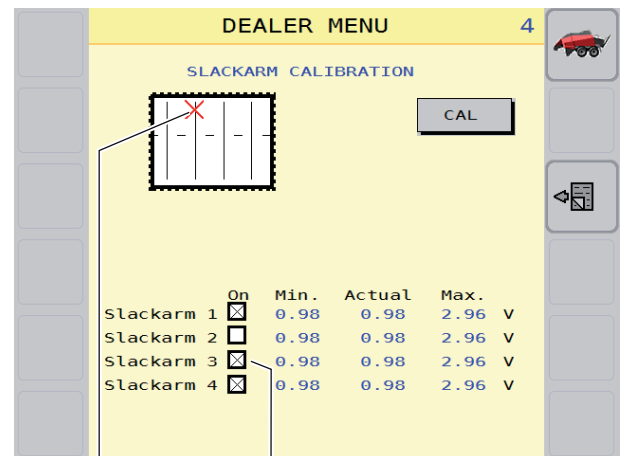 DEALER MENU 4
SLACKARM CALIBRATION
CAL
On Min. Actual Max.
Slackarm 1 0.98 0.98 2.96 V
Slackarm 2 0.98 0.98 2.96 V
Slackarm 3 0.98 0.98 2.96 V
Slackarm 4 0.98 0.98 2.96 V